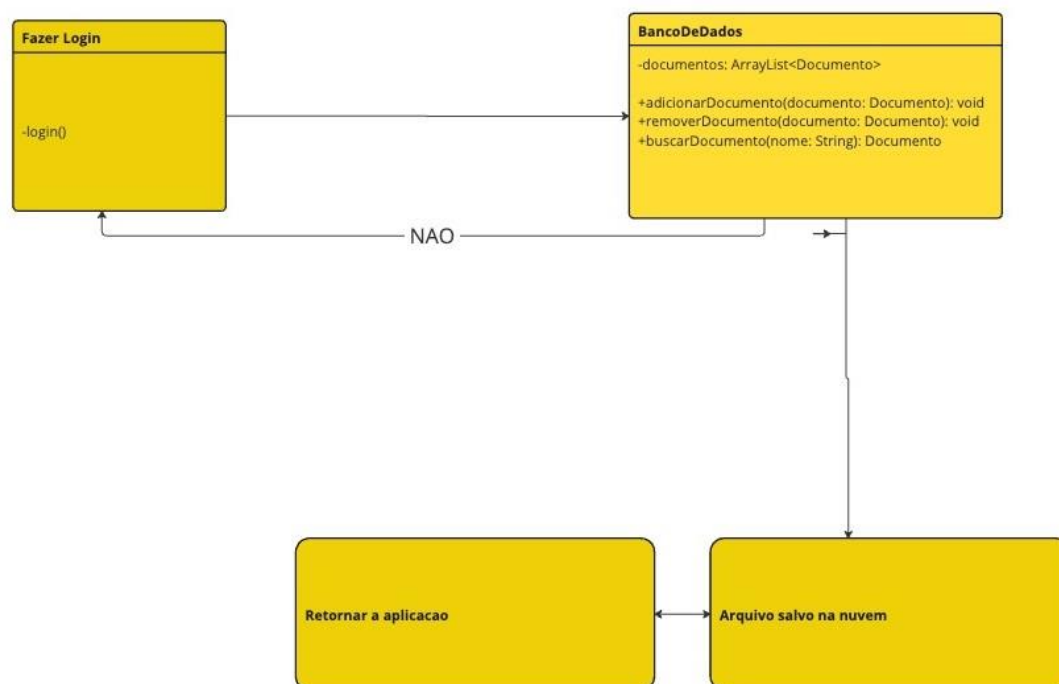 Fazer Login
-login()
BancoDeDados
-documentos: ArrayList<Documento>
+adicionarDocumento(documento: Documento): void
+removerDocumento(documento: Documento): void
+buscarDocumento(nome: String): Documento
NAO
Retornar a aplicacao
Arquivo salvo na nuvem